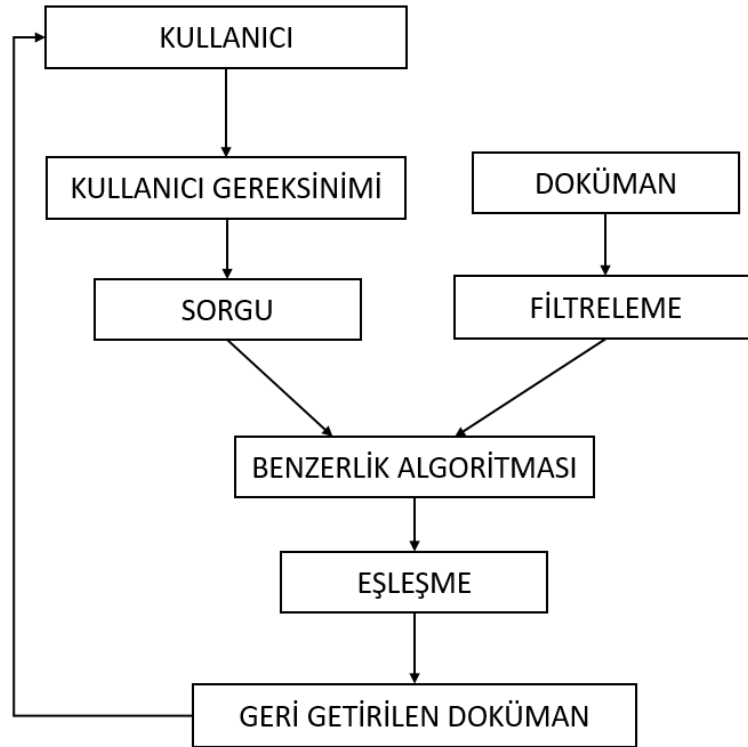 KULLANICI
KULLANICI GEREKSİNİMİ
DOKÜMAN
SORGU
FİLTRELEME
BENZERLİK ALGORİTMASI
EŞLEŞME
GERİ GETİRİLEN DOKÜMAN